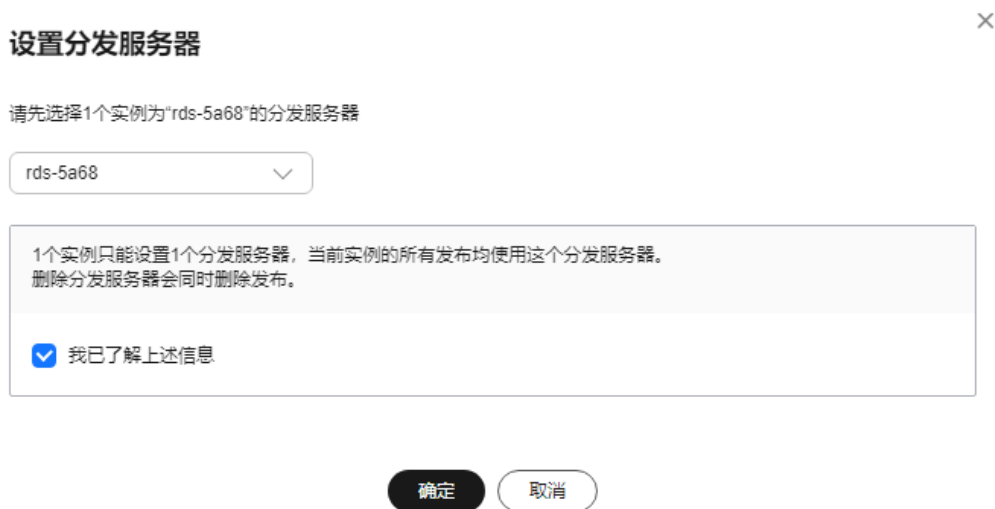 设置分发服务器
请先选择1个实例为“rds-5a68”的分发服务器
rds-5a68
1个实例只能设置1个分发服务器，当前实例的所有发布均使用这个分发服务器。
删除分发服务器会同时删除发布。
我已了解上述信息
确定
取消